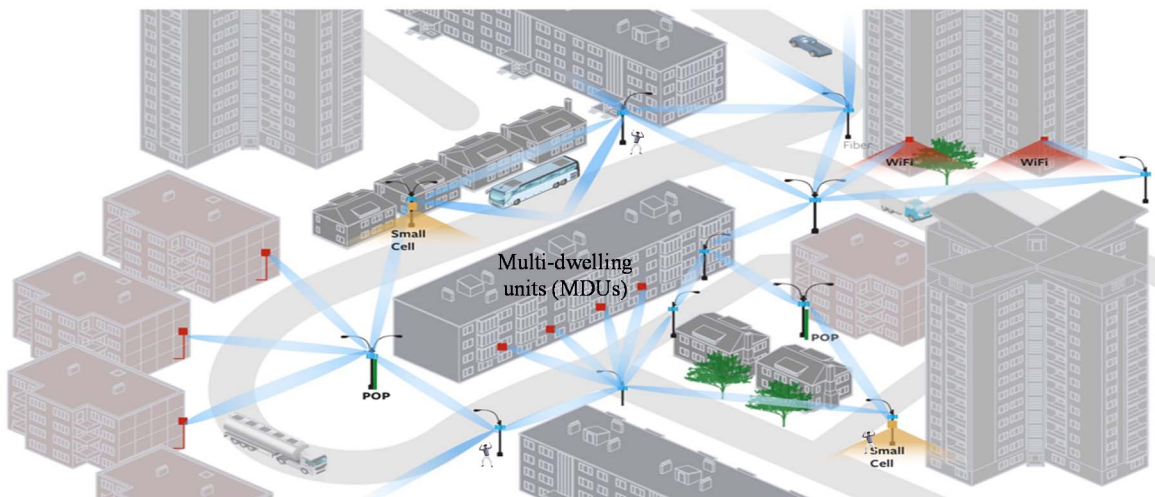 Fiber
WiFi
WiFi
Small
Cell
Multi-dwelling
units (MDUs)
POP
POP
Small
Cell